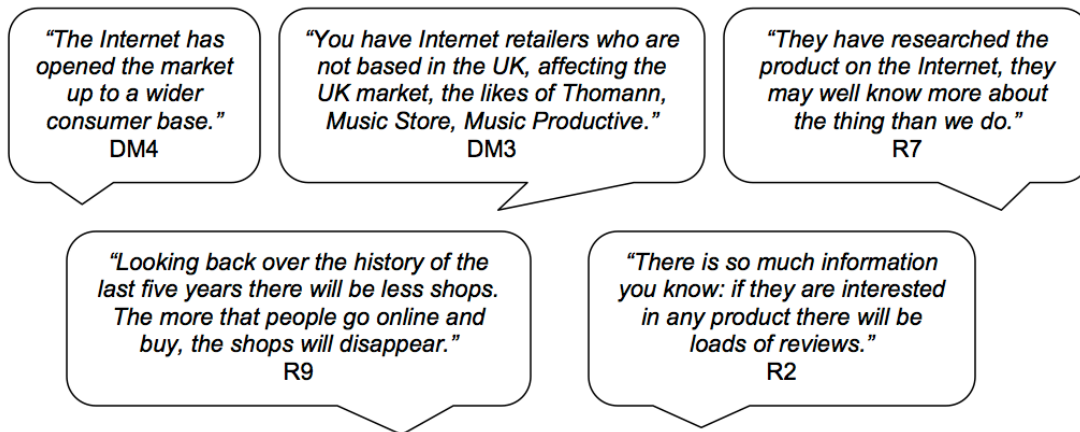 “The Internet has
opened the market
up to a wider
consumer base.”
DM4
“You have Internet retailers who are
not based in the UK, affecting the
UK market, the likes of Thomann,
Music Store, Music Productive.”
DM3
“They have researched the
product on the Internet, they
may well know more about
the thing than we do.”
R7
“Looking back over the history of the
last five years there will be less shops.
The more that people go online and
buy, the shops will disappear.”
R9
“There is so much information
you know: if they are interested
in any product there will be
loads of reviews.”
R2